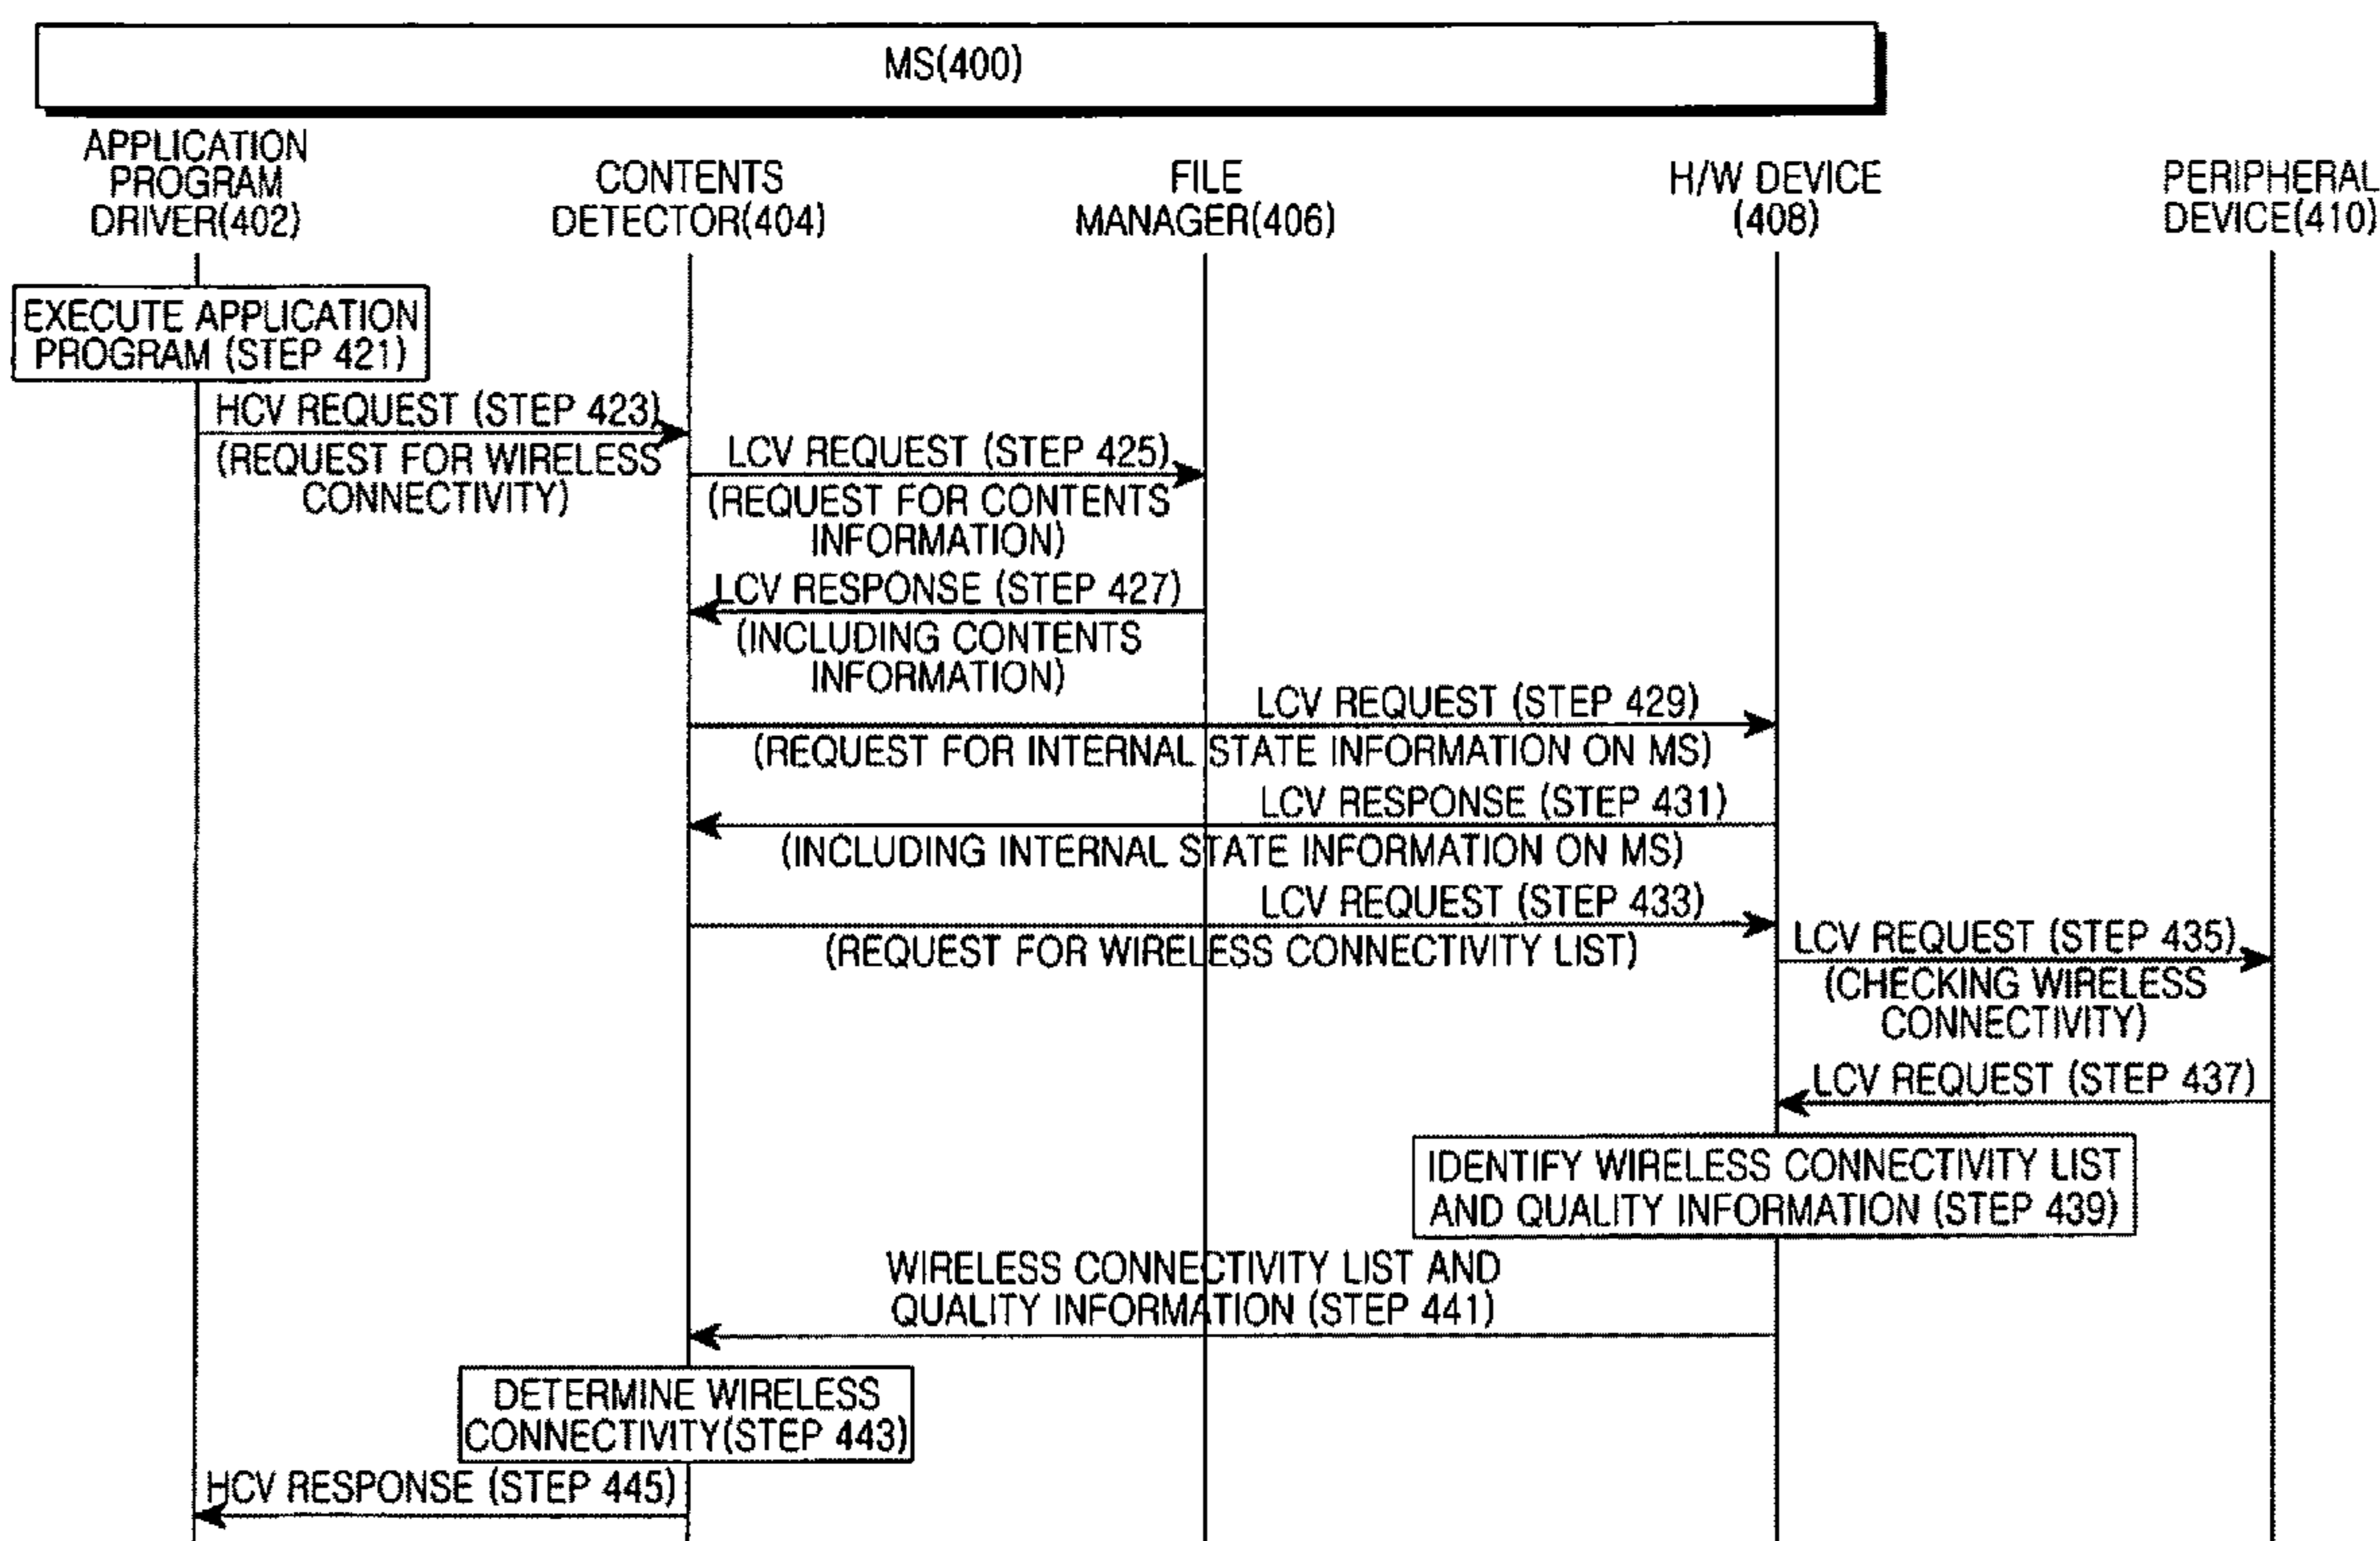 MS(400)
APPLICATION
PROGRAM
DRIVER(402)
CONTENTS
DETECTOR(404)
FILE
MANAGER(406)
H/W DEVICE
(408)
PERIPHERAL
DEVICE(410)
EXECUTE APPLICATION
PROGRAM (STEP 421)
HCV REQUEST (STEP 423)
(REQUEST FOR WIRELESS
CONNECTIVITY)
LCV REQUEST (STEP 425)
(REQUEST FOR CONTENTS
INFORMATION)
LCV RESPONSE (STEP 427)
(INCLUDING CONTENTS
INFORMATION)
LCV REQUEST (STEP 429)
(REQUEST FOR INTERNAL STATE INFORMATION ON MS)
LCV RESPONSE (STEP 431)
(INCLUDING INTERNAL STATE INFORMATION ON MS)
LCV REQUEST (STEP 433)
(REQUEST FOR WIRELESS CONNECTIVITY LIST)
LCV REQUEST (STEP 435)
(CHECKING WIRELESS
CONNECTIVITY)
LCV REQUEST (STEP 437)
IDENTIFY WIRELESS CONNECTIVITY LIST
AND QUALITY INFORMATION (STEP 439)
WIRELESS CONNECTIVITY LIST AND
QUALITY INFORMATION (STEP 441)
DETERMINE WIRELESS
CONNECTIVITY(STEP 443)
HCV RESPONSE (STEP 445)